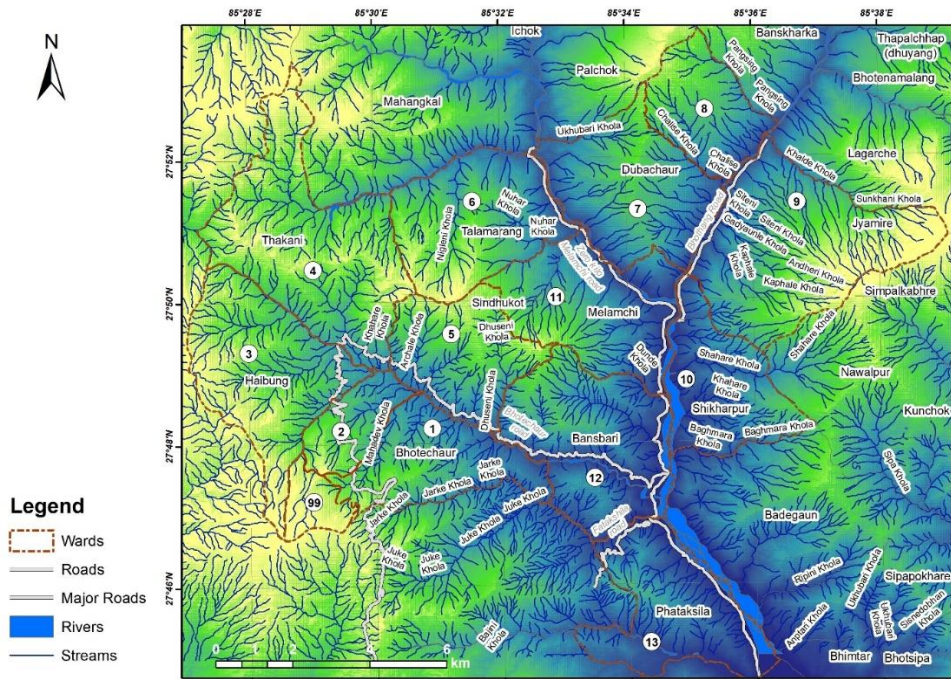 85°28'E
85°30'E
85°32'E
85°34'E
85°36'E
85°38'E
N
Ichok
Banskharka
Thapalchhap
(dhuyang)
Palchok
Pangsing
Khola
Pangsing
Khola
Bhotenamalang
Mahangkal
8
Ukhubari Khola
Chalise Khola
Chalise
Khola
Khalde Khola
Lagarche
27°52'N
Dubachaur
Sunkhani Khola
6
Nuhar
Khola
7
Siteni
Khola
Siteni Khola
9
Jyamire
Talamarang
Nuhar
Khola
Gadyaunle Khola
Thakani
Nigleni Khola
Melamchi road
Andheri Khola
Kaphale
Khola
Kaphale Khola
Simpalkabhre
4
Sindhukot
11
27°50'N
Melamchi
Khahare
Khola
5
Dhuseni
Khola
Shahare Khola
Archale Khola
Dunde
Khola
3
Shahare Khola
Nawalpur
Haibung
10
Khahare
Khola
Dhuseni Khola
Shikharpur
Kunchok
Bhotechaur
road
Baghmara
Khola
Baghmara Khola
2
Mahadev Khola
1
Bansbari
27°48'N
Bhotechaur
Sipa Khola
Jarke
Khola
Jarke Khola
12
99
Jarke Khola
Juke Khola
Badegaun
Juke Khola
Juke
Khola
Juke
Khola
Ripini Khola
Ukhubari Khola
Sipapokhare
27°46'N
Phataksila
Ukhubari
Khola
Sisnedobhan
Khola
Bajini
Khola
13
Anptari Khola
Bhimtar
Bhotsipa
0 1 2 4 6
km
Legend
Wards
Roads
Major Roads
Rivers
Streams